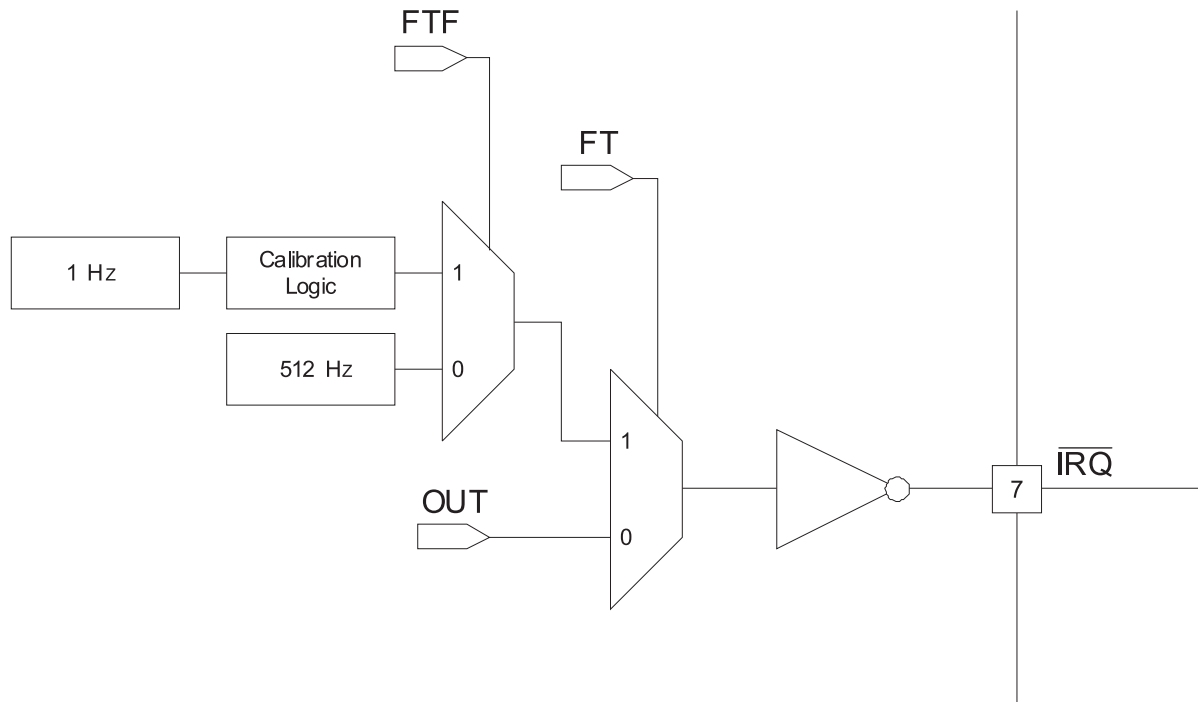 FTF
FT
1 Hz
Calibration
Logic
1
512 Hz
0
1
OUT
0
7
IRQ